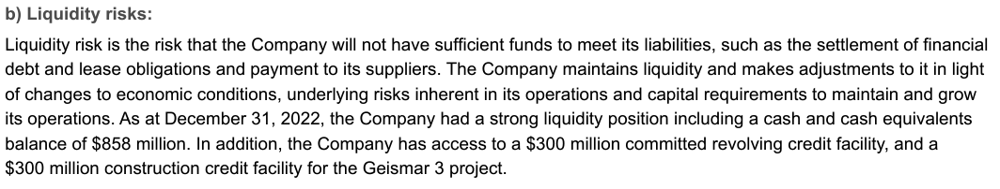 b) Liquidity risks:
Liquidity risk is the risk that the Company will not have sufficient funds to meet its liabilities, such as the settlement of financial
debt and lease obligations and payment to its suppliers. The Company maintains liquidity and makes adjustments to it in light
of changes to economic conditions, underlying risks inherent in its operations and capital requirements to maintain and grow
its operations. As at December 31, 2022, the Company had a strong liquidity position including a cash and cash equivalents
balance of $858 million. In addition, the Company has access to a $300 million committed revolving credit facility, and a
$300 million construction credit facility for the Geismar 3 project.